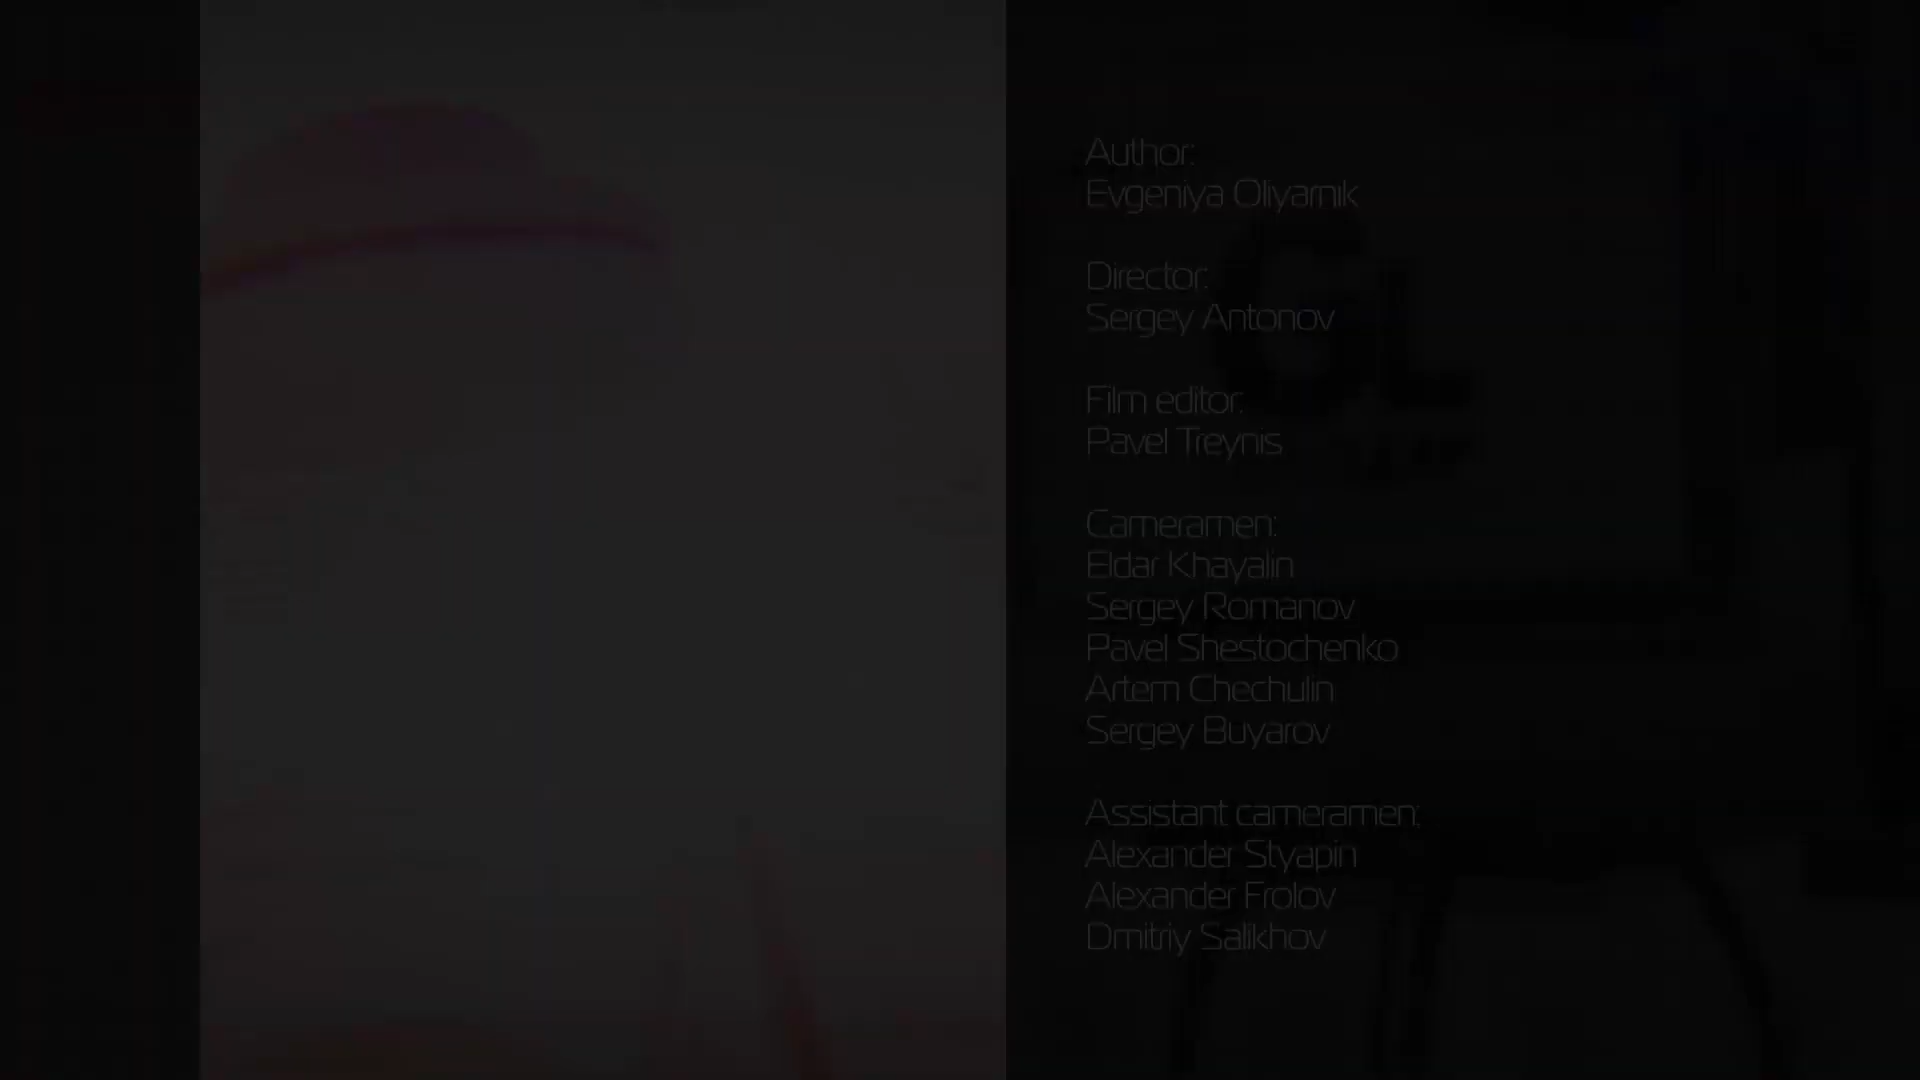 Author:
Evgeniya Oliyarnik
Director:
Sergey Antonov
Film editor:
Pavel Treynis
Cameramen:
Eldar Khayalin
Sergey Romanov
Pavel Shestochenko
Artem Chechulin
Sergey Buyarov
Assistant cameramen:
Alexander Styapin
Alexander Frolov
Dmitriy Salikhov